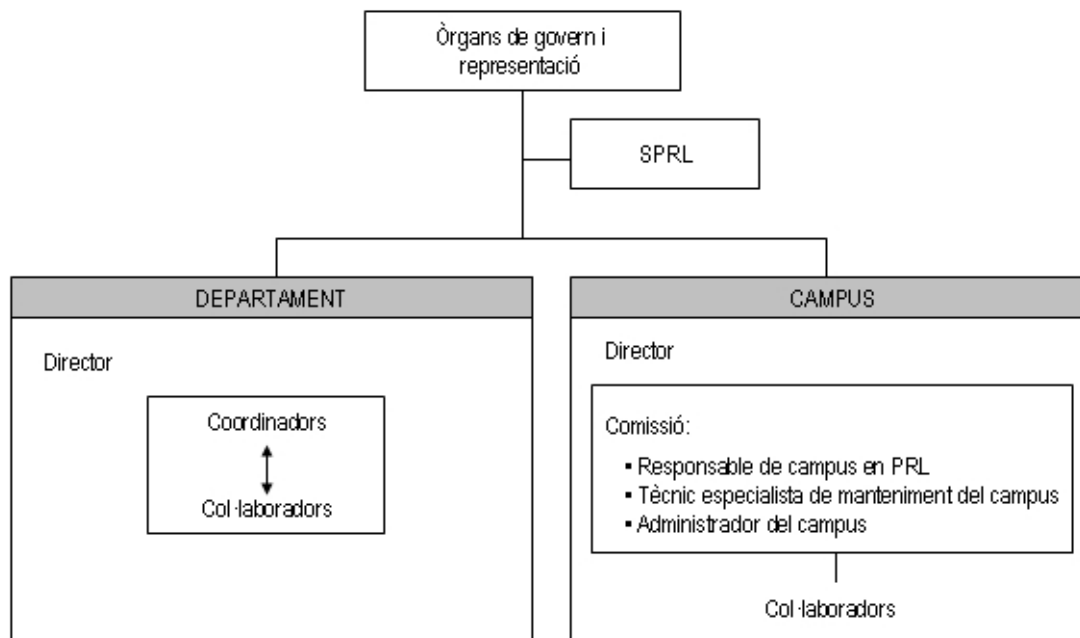 Òrgans de govern i
representació
SPRL
DEPARTAMENT
Director
Coordinadors
Col·laboradors
CAMPUS
Director
Comissió:
▪ Responsable de campus en PRL
▪ Tècnic especialista de manteniment del campus
▪ Administrador del campus
Col·laboradors